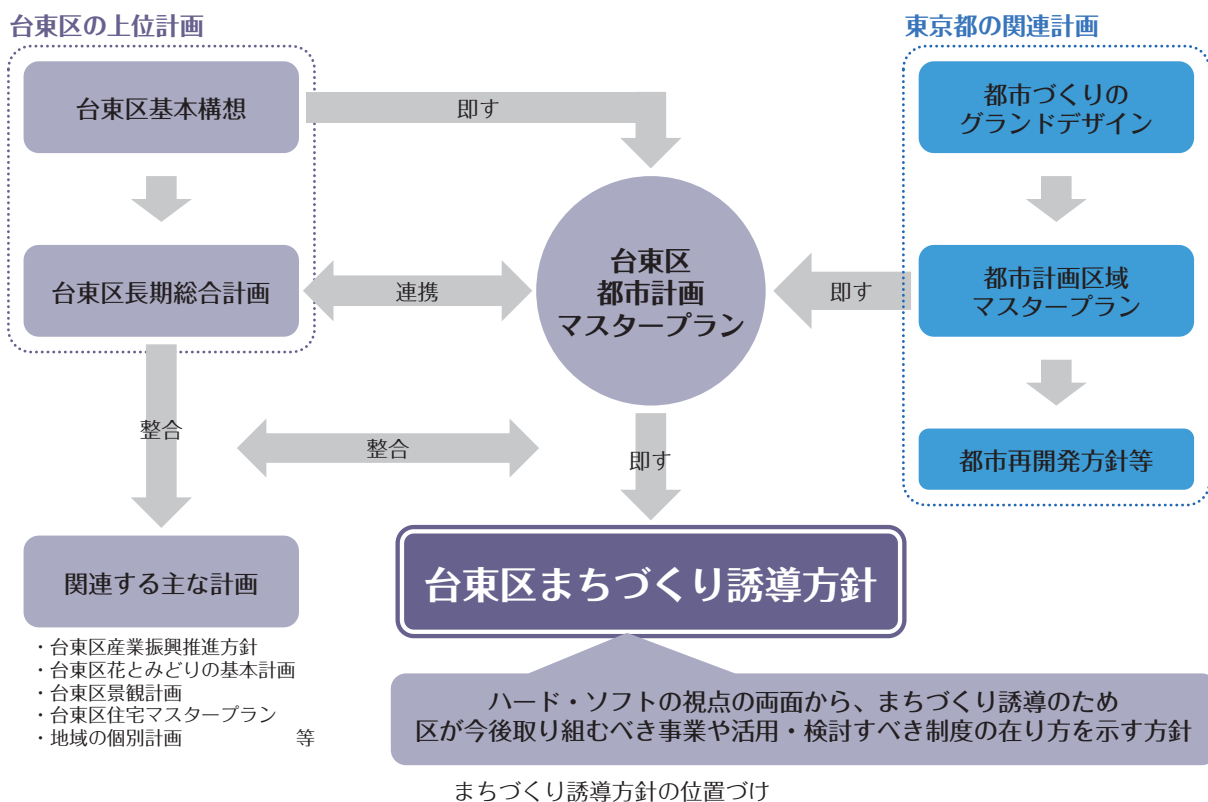 台東区の上位計画
台東区基本構想
台東区長期総合計画
整合
関連する主な計画
・台東区産業振興推進方針
・台東区花とみどりの基本計画
・台東区景観計画
・台東区住宅マスタープラン
・地域の個別計画 等
即す
連携
整合
台東区
都市計画
マスタープラン
即す
東京都の関連計画
都市づくりの
グランドデザイン
都市計画区域
マスタープラン
都市再開発方針等
即す
台東区まちづくり誘導方針
ハード・ソフトの視点の両面から、まちづくり誘導のため
区が今後取り組むべき事業や活用・検討すべき制度の在り方を示す方針
まちづくり誘導方針の位置づけ